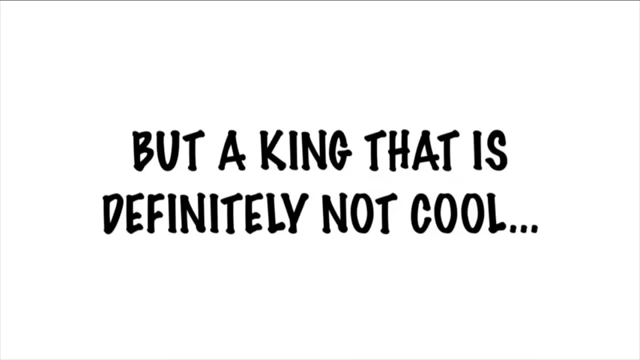 BUT A KING THAT IS
DEFINITELY NOT COOL...